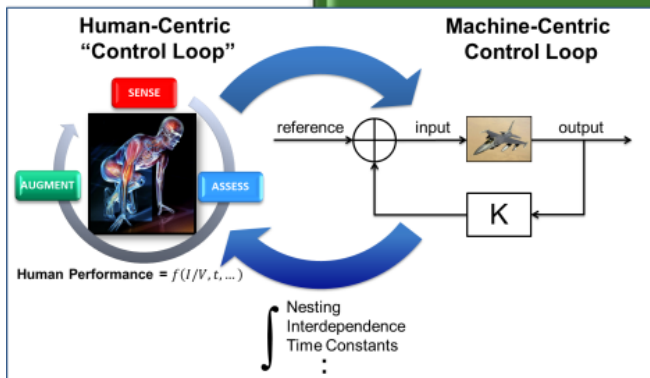 Human-Centric
“Control Loop”
SENSE
AUGMENT
ASSESS
Human Performance = f(I/V, t, …)
Machine-Centric
Control Loop
reference
input
output
K
∫ Nesting
Interdependence
Time Constants
⋮